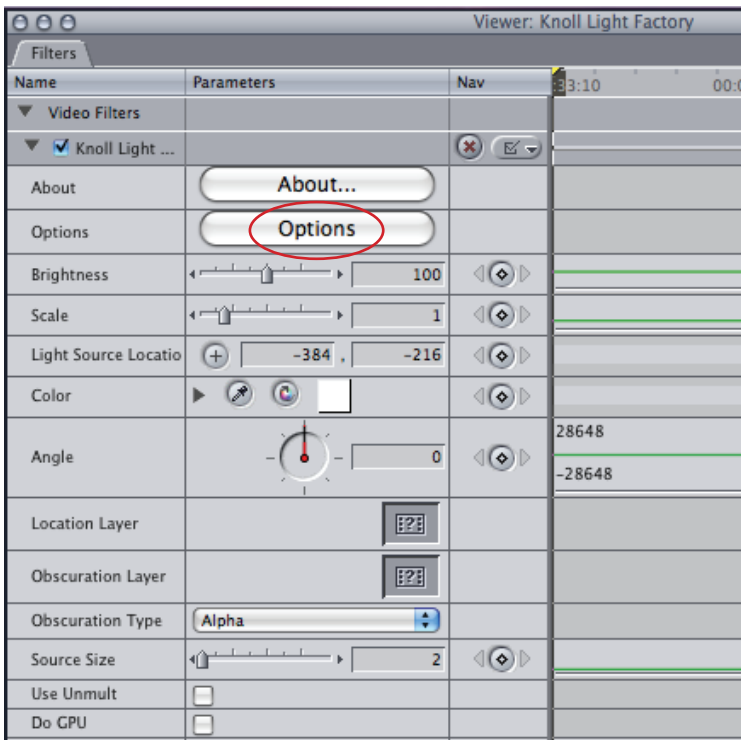 Viewer: Knoll Light Factory
Filters
Name Parameters Nav 33:10 00:
Video Filters
Knoll Light ...
About About...
Options Options
Brightness 100
Scale 1
Light Source Locatio -384 , -216
Color
Angle 0 28648
-28648
Location Layer
Obscuration Layer
Obscuration Type Alpha
Source Size 2
Use Unmult
Do GPU